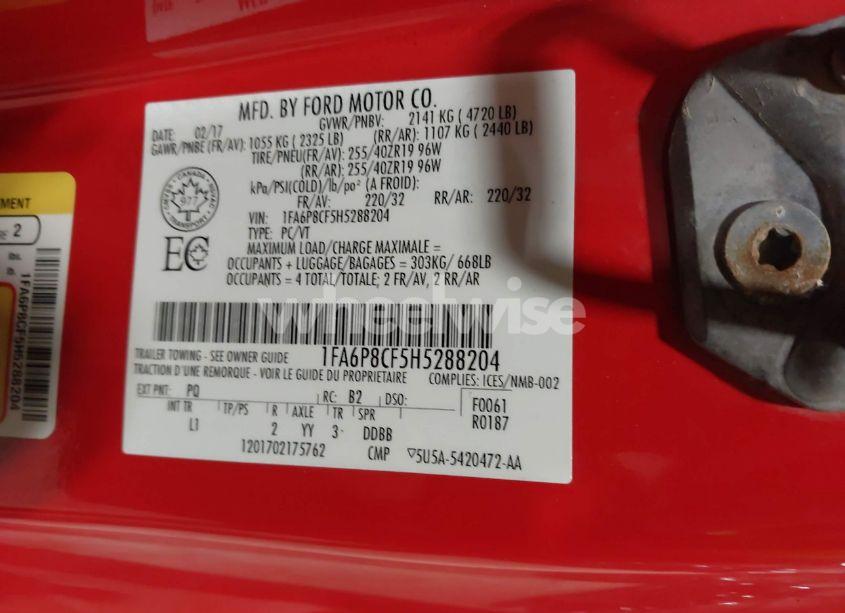 MFD. BY FORD MOTOR CO.
DATE: 02/17 GVWR/PNBV: 2141 KG ( 4720 LB)
GAWR/PNBE (FR/AV): 1055 KG ( 2325 LB) (RR/AR): 1107 KG ( 2440 LB)
TIRE/PNEU(FR/AV): 255/40ZR19 96W
(RR/AR): 255/40ZR19 96W
kPa/PSI(COLD)/lb/po² (A FROID):
FR/AV: 220/32 RR/AR: 220/32
VIN: 1FA6P8CF5H5288204
TYPE: PC/VT
MAXIMUM LOAD/CHARGE MAXIMALE =
OCCUPANTS + LUGGAGE/BAGAGES = 303KG/ 668LB
OCCUPANTS = 4 TOTAL/TOTALE; 2 FR/AV, 2 RR/AR
CANADA
977
TRANSPORT
EC
wheelwise
TRAILER TOWING - SEE OWNER GUIDE 1FA6P8CF5H5288204
TRACTION D'UNE REMORQUE - VOIR LE GUIDE DU PROPRIETAIRE COMPLIES: ICES/NMB-002
EXT PNT: PQ RC: B2 DSO: F0061
INT TR TP/PS R AXLE TR SPR R0187
L1 2 YY 3 DDBB
1201702175762 CMP ▽5U5A-5420472-AA
2
1FA6P8CF5H5288204